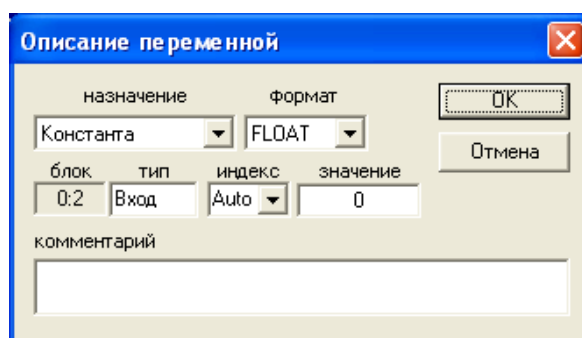 Описание переменной
назначение формат
Константа FLOAT OK
блок тип индекс значение Отмена
0:2 Вход Auto 0
комментарий